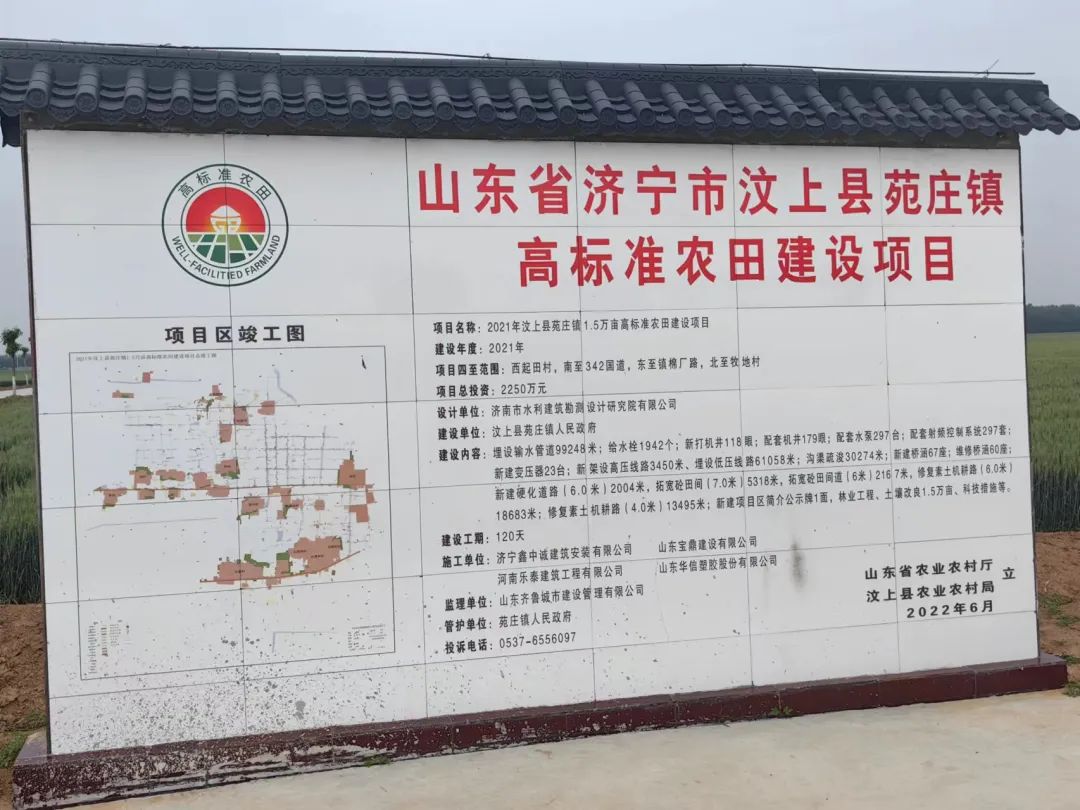 高标准农田
WELL-FACILITIED FARMLAND
山东省济宁市汶上县苑庄镇
高标准农田建设项目
项目区竣工图
项目名称：2021年汶上县苑庄镇1.5万亩高标准农田建设项目
建设年度：2021年
项目四至范围：西起田村，南至342国道，东至镇棉厂路，北至牧地村
项目总投资：2250万元
设计单位：济南市水利建筑勘测设计研究院有限公司
建设单位：汶上县苑庄镇人民政府
建设内容：埋设输水管道99248米；给水栓1942个；新打机井118眼；配套机井179眼；配套水泵297台；配套射频控制系统297套；
新建变压器23台；新架设高压线路3450米、埋设低压线路61058米；沟渠疏浚30274米；新建桥涵67座；维修桥涵60座；
新建硬化道路（6.0米）2004米，拓宽砼田间（7.0米）5318米，拓宽砼田间道（6米）2167米，修复素土机耕路（6.0米）
18683米；修复素土机耕路（4.0米）13495米；新建项目区简介公示牌1面，林业工程、土壤改良1.5万亩、科技措施等。
建设工期：120天
施工单位：济宁鑫中诚建筑安装有限公司 山东宝鼎建设有限公司
河南乐泰建筑工程有限公司 山东华信塑胶股份有限公司
监理单位：山东齐鲁城市建设管理有限公司
管护单位：苑庄镇人民政府
投诉电话：0537-6556097
山东省农业农村厅
汶上县农业农村局 立
2022年6月